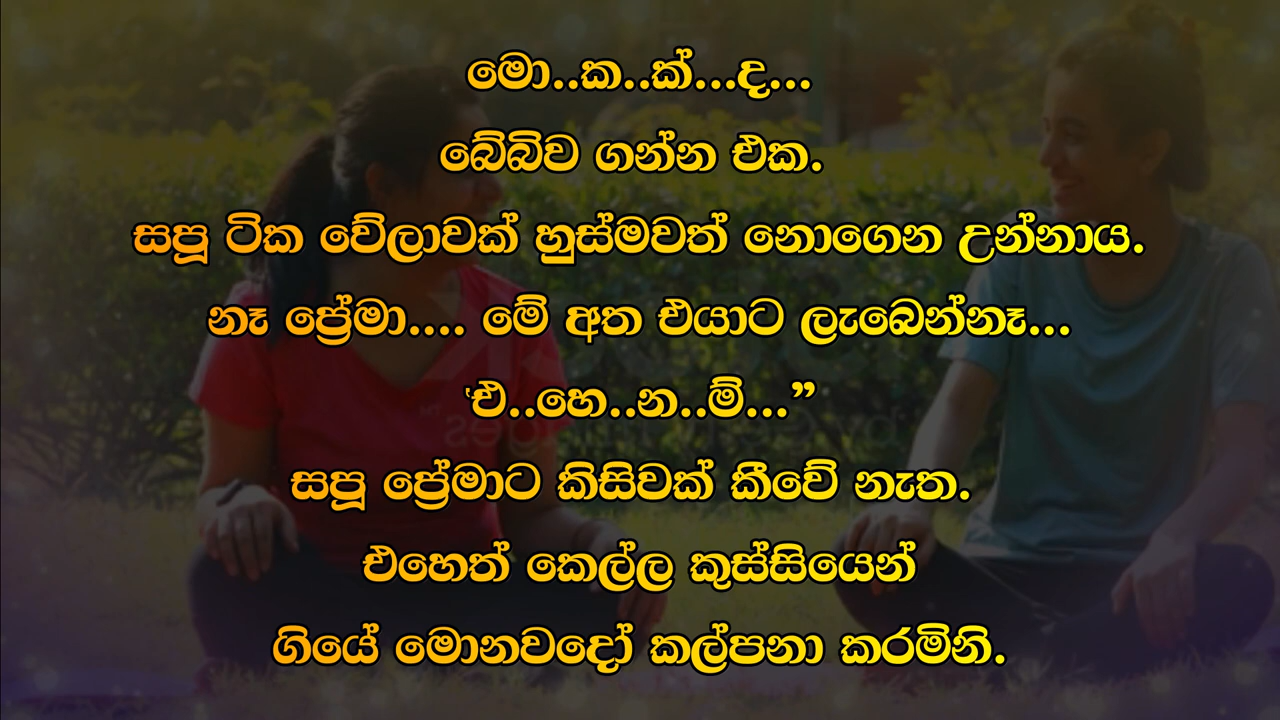 මො..ක..ක්...ද...
බේබිව ගන්න එක.
සපූ ටික වේලාවක් හුස්මවත් නොගෙන උන්නාය.
නෑ ප්‍රේමා.... මේ අත එයාට ලැබෙන්නෑ...
‛එ..හෙ..න..ම්...”
සපූ ප්‍රේමාට කිසිවක් කීවේ නැත.
එහෙත් කෙල්ල කුස්සියෙන්
ගියේ මොනවදෝ කල්පනා කරමිනි.